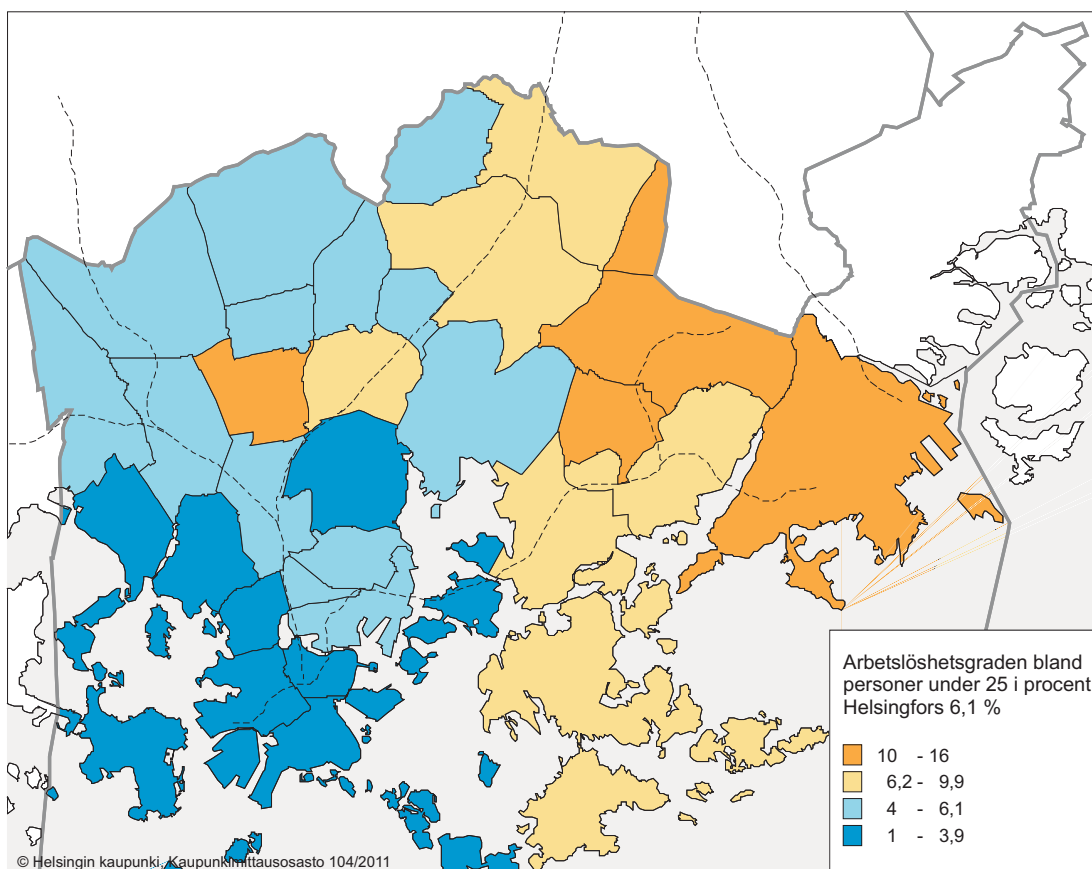 Arbetslöshetsgraden bland
personer under 25 i procent
Helsingfors 6,1 %
10 - 16
6,2 - 9,9
4 - 6,1
1 - 3,9
© Helsingin kaupunki, Kaupunkimittausosasto 104/2011